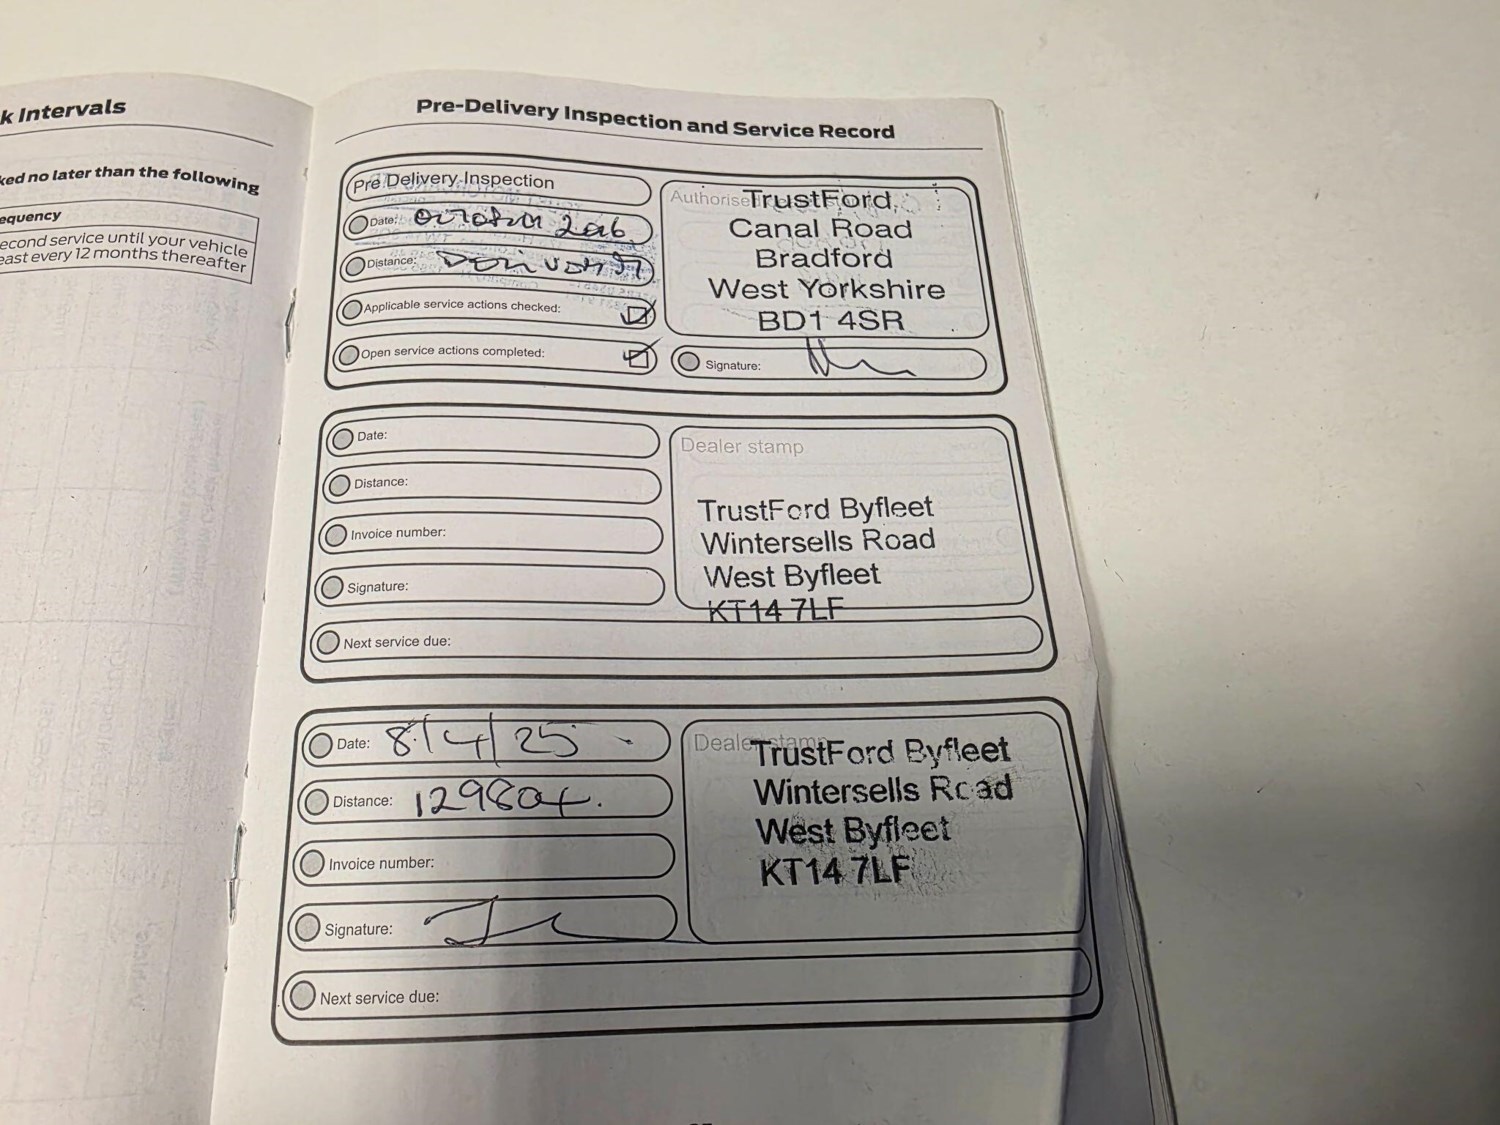 k Intervals
ked no later than the following
equency
econd service until your vehicle
east every 12 months thereafter
Pre-Delivery Inspection and Service Record
Pre Delivery Inspection
Date: October 2016
Distance: Delivery
Applicable service actions checked:
Open service actions completed:
Authorise
TrustFord
Canal Road
Bradford
West Yorkshire
BD1 4SR
Signature:
Date:
Distance:
Invoice number:
Signature:
Next service due:
Dealer stamp
TrustFord Byfleet
Wintersells Road
West Byfleet
KT14 7LF
Date: 8/4/25
Distance: 129804.
Invoice number:
Signature:
Next service due:
Dealer stamp
TrustFord Byfleet
Wintersells Road
West Byfleet
KT14 7LF